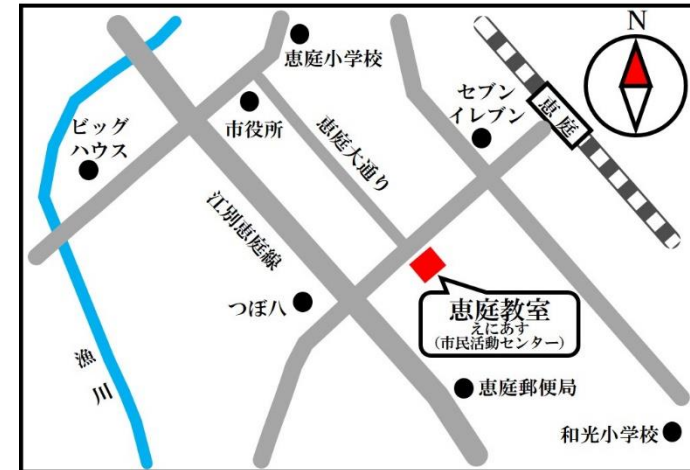 N
恵庭小学校
セブン
イレブン
恵庭
ビッグ
ハウス
市役所
恵庭大通り
江別恵庭線
つぼ八
恵庭教室
えにあす
(市民活動センター)
漁川
恵庭郵便局
和光小学校